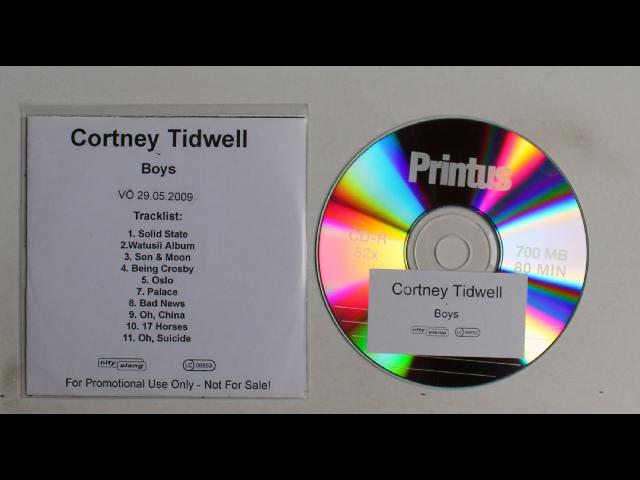 Cortney Tidwell
Boys
VÖ 29.05.2009
Tracklist:
1. Solid State
2.Watusii Album
3. Son & Moon
4. Being Crosby
5. Oslo
7. Palace
8. Bad News
9. Oh, China
10. 17 Horses
11. Oh, Suicide
city slang
LC 06853
For Promotional Use Only - Not For Sale!
Printus
CD-R
52x
700 MB
80 MIN
Cortney Tidwell
Boys
city slang
LC 06853